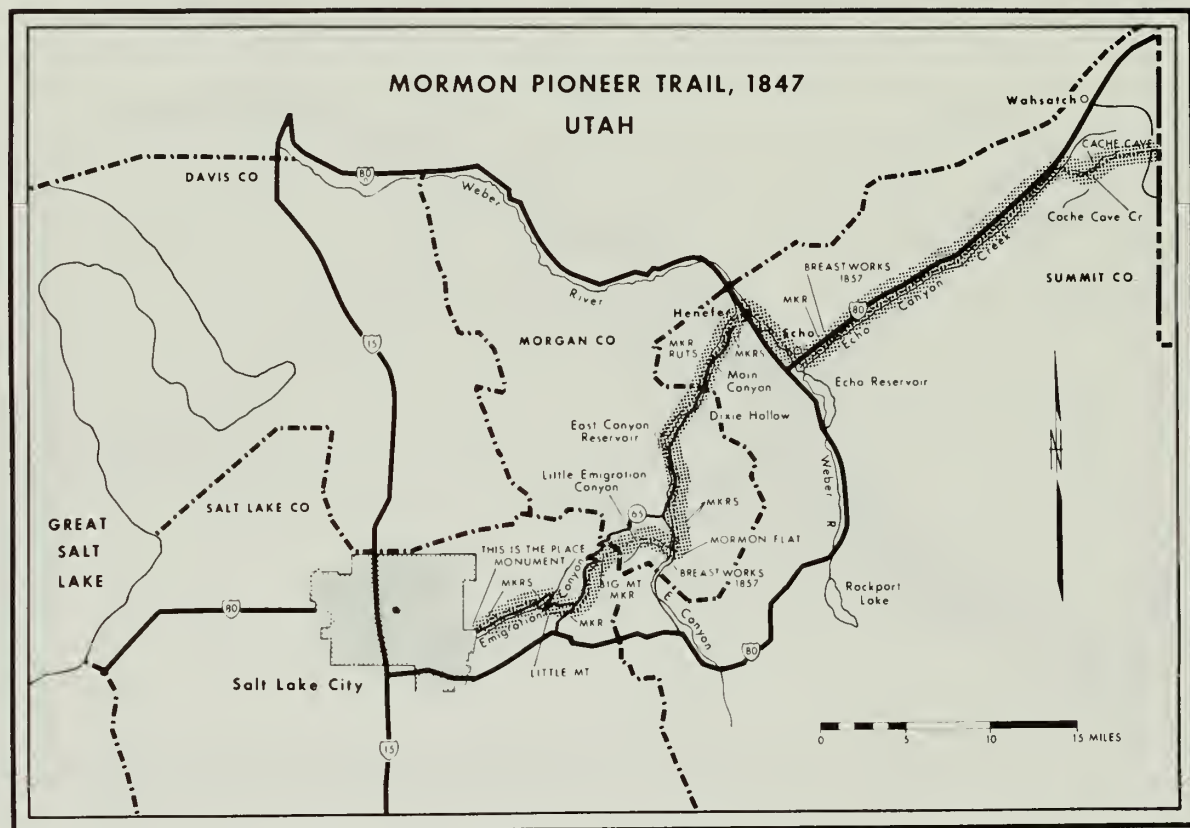 MORMON PIONEER TRAIL, 1847
UTAH
Wahsatch
CACHE CAVE
Cache Cave Cr
DAVIS CO
80
Weber
River
SUMMIT CO
BREASTWORKS
1857
MKR
80
Echo Canyon Creek
Henefer
Echo
MKR
RUTS
MKRS
Main
Canyon
Echo Reservoir
Dixie Hollow
15
MORGAN CO
East Canyon
Reservoir
Little Emigration
Canyon
65
MKRS
Weber R
SALT LAKE CO
GREAT
SALT
LAKE
THIS IS THE PLACE
MONUMENT
MKRS
Emigration Canyon
BIG MT
MKR
MORMON FLAT
BREASTWORKS
1857
MKR
E Canyon
Rockport
Lake
80
80
LITTLE MT
Salt Lake City
15
N
0 5 10 15 MILES